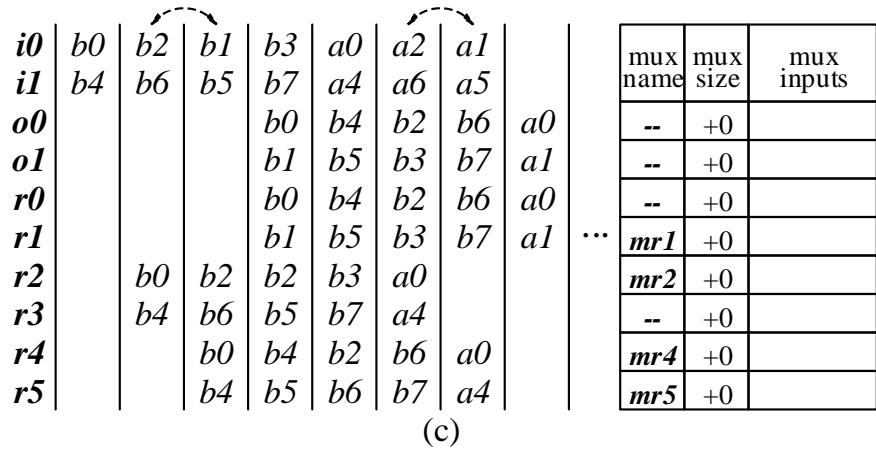 i0 b0 b2 b1 b3 a0 a2 a1
i1 b4 b6 b5 b7 a4 a6 a5
o0 b0 b4 b2 b6 a0
o1 b1 b5 b3 b7 a1
r0 b0 b4 b2 b6 a0
r1 b1 b5 b3 b7 a1 ...
r2 b0 b2 b2 b3 a0
r3 b4 b6 b5 b7 a4
r4 b0 b4 b2 b6 a0
r5 b4 b5 b6 b7 a4
mux name mux size mux inputs
-- +0
-- +0
-- +0
mr1 +0
mr2 +0
-- +0
mr4 +0
mr5 +0
(c)